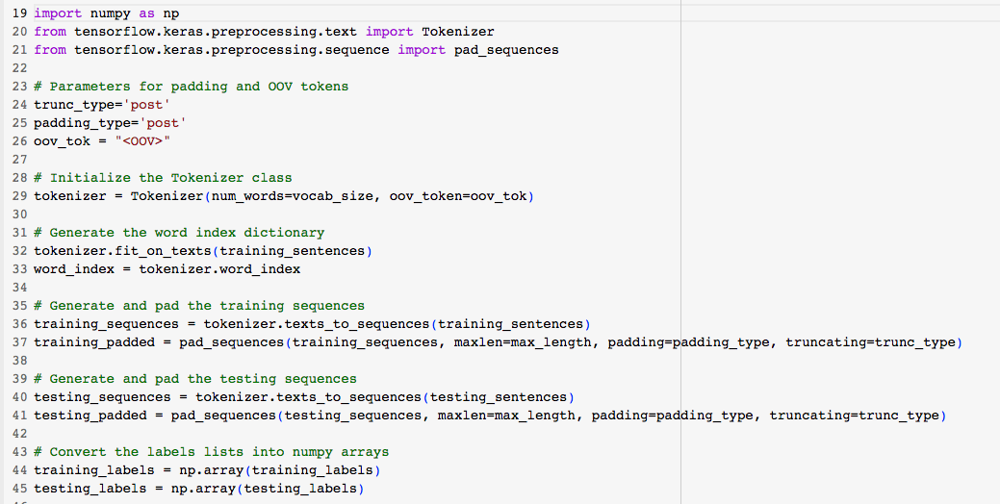 19 import numpy as np
20 from tensorflow.keras.preprocessing.text import Tokenizer
21 from tensorflow.keras.preprocessing.sequence import pad_sequences
22
23 # Parameters for padding and OOV tokens
24 trunc_type='post'
25 padding_type='post'
26 oov_tok = "<OOV>"
27
28 # Initialize the Tokenizer class
29 tokenizer = Tokenizer(num_words=vocab_size, oov_token=oov_tok)
30
31 # Generate the word index dictionary
32 tokenizer.fit_on_texts(training_sentences)
33 word_index = tokenizer.word_index
34
35 # Generate and pad the training sequences
36 training_sequences = tokenizer.texts_to_sequences(training_sentences)
37 training_padded = pad_sequences(training_sequences, maxlen=max_length, padding=padding_type, truncating=trunc_type)
38
39 # Generate and pad the testing sequences
40 testing_sequences = tokenizer.texts_to_sequences(testing_sentences)
41 testing_padded = pad_sequences(testing_sequences, maxlen=max_length, padding=padding_type, truncating=trunc_type)
42
43 # Convert the labels lists into numpy arrays
44 training_labels = np.array(training_labels)
45 testing_labels = np.array(testing_labels)